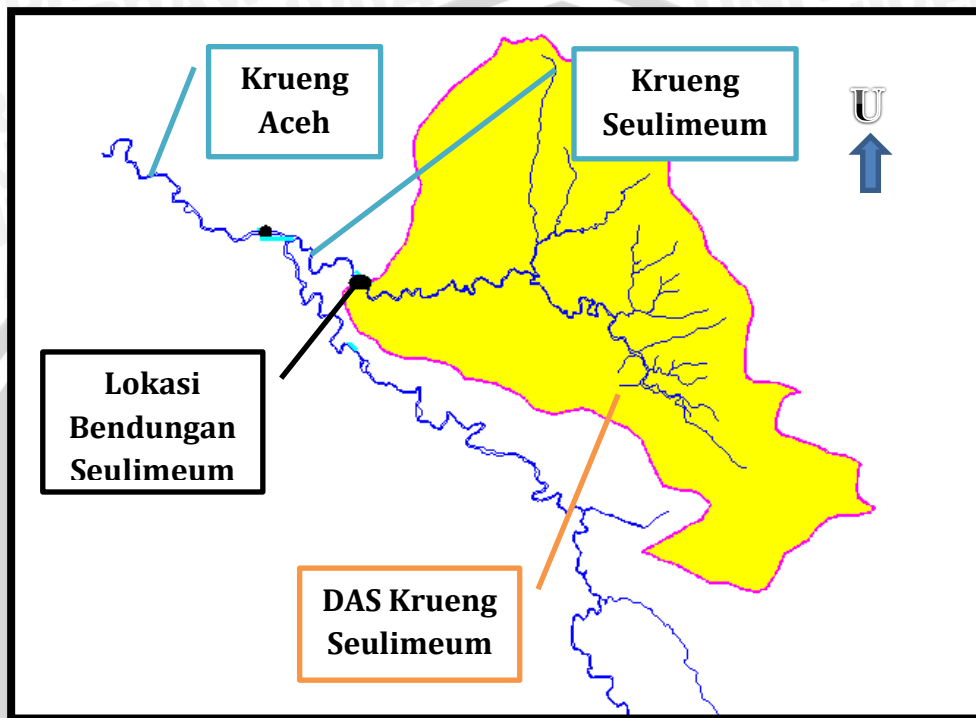 Krueng
Aceh
Krueng
Seulimeum
U
Lokasi
Bendungan
Seulimeum
DAS Krueng
Seulimeum